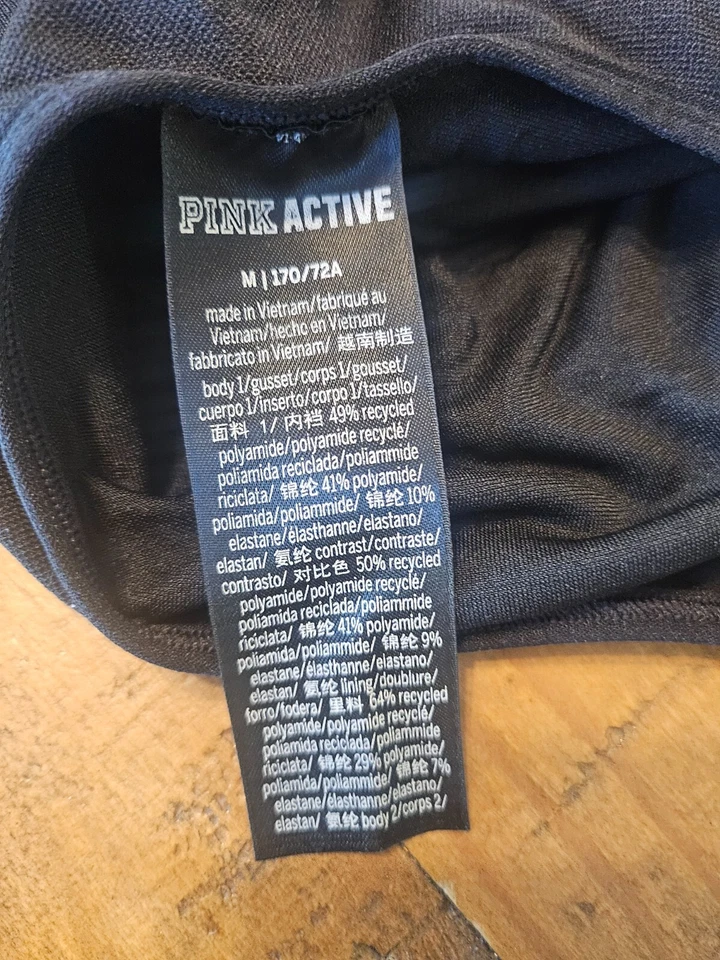 PINK ACTIVE
M | 170/72A
made in Vietnam/fabriqué au
Vietnam/hecho en Vietnam/
fabbricato in Vietnam/ 越南制造
body 1/gusset/corps 1/gousset/
cuerpo 1/inserto/corpo 1/tassello/
面料 1/ 内裆 49% recycled
polyamide/polyamide recyclé/
poliamida reciclada/poliammide
riciclata/ 锦纶 41% polyamide/
poliamida/poliammide/ 锦纶 10%
elastane/élasthanne/elastano/
elastan/ 氨纶 contrast/contraste/
contrasto/ 对比色 50% recycled
polyamide/polyamide recyclé/
poliamida reciclada/poliammide
riciclata/ 锦纶 41% polyamide/
poliamida/poliammide/ 锦纶 9%
elastane/élasthanne/elastano/
elastan/ 氨纶 lining/doublure/
forro/fodera/ 里料 64% recycled
polyamide/polyamide recyclé/
poliamida reciclada/poliammide
riciclata/ 锦纶 29% polyamide/
poliamida/poliammide/ 锦纶 7%
elastane/élasthanne/elastano/
elastan/ 氨纶 body 2/corps 2/